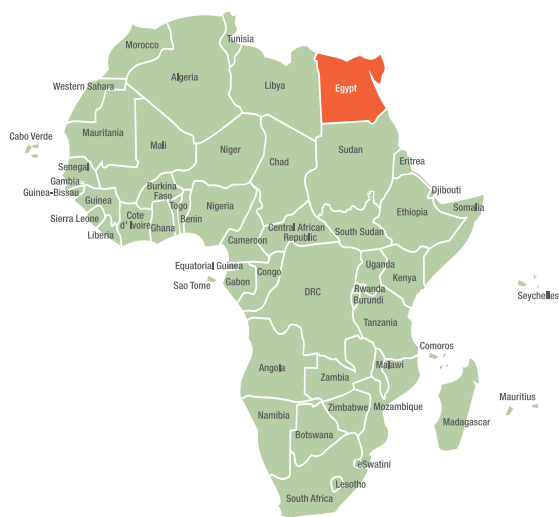 Tunisia
Morocco
Algeria
Libya
Egypt
Western Sahara
Mauritania
Mali
Niger
Chad
Sudan
Eritrea
Cabo Verde
Senegal
Gambia
Guinea-Bissau
Guinea
Burkina
Faso
Djibouti
Somalia
Sierra Leone
Liberia
Cote
d' Ivoire
Ghana
Togo
Benin
Nigeria
Ethiopia
Central African
Republic
South Sudan
Cameroon
Equatorial Guinea
Sao Tome
Gabon
Congo
DRC
Uganda
Kenya
Rwanda
Burundi
Tanzania
Seychelles
Comoros
Angola
Zambia
Malawi
Mozambique
Zimbabwe
Namibia
Botswana
Madagascar
Mauritius
eSwatini
Lesotho
South Africa